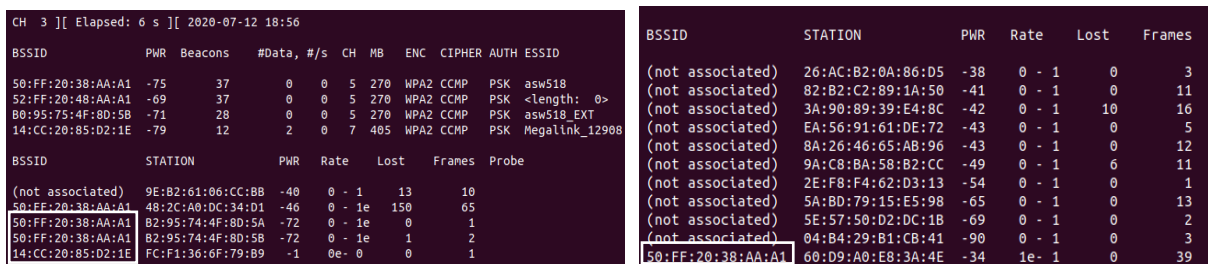 CH 3 ][ Elapsed: 6 s ][ 2020-07-12 18:56
BSSID PWR Beacons #Data, #/s CH MB ENC CIPHER AUTH ESSID
50:FF:20:38:AA:A1 -75 37 0 0 5 270 WPA2 CCMP PSK asw518
52:FF:20:48:AA:A1 -69 37 0 0 5 270 WPA2 CCMP PSK <length: 0>
B0:95:75:4F:8D:5B -71 28 0 0 5 270 WPA2 CCMP PSK asw518_EXT
14:CC:20:85:D2:1E -79 12 2 0 7 405 WPA2 CCMP PSK Megalink_12908
BSSID STATION PWR Rate Lost Frames Probe
(not associated) 9E:B2:61:06:CC:BB -40 0 - 1 13 10
50:FF:20:38:AA:A1 48:2C:A0:DC:34:D1 -46 0 - 1e 150 65
50:FF:20:38:AA:A1 B2:95:74:4F:8D:5A -72 0 - 1e 0 1
50:FF:20:38:AA:A1 B2:95:74:4F:8D:5B -72 0 - 1e 1 2
14:CC:20:85:D2:1E FC:F1:36:6F:79:B9 -1 0e- 0 0 1
BSSID STATION PWR Rate Lost Frames
(not associated) 26:AC:B2:0A:86:D5 -38 0 - 1 0 3
(not associated) 82:B2:C2:89:1A:50 -41 0 - 1 0 11
(not associated) 3A:90:89:39:E4:8C -42 0 - 1 10 16
(not associated) EA:56:91:61:DE:72 -43 0 - 1 0 5
(not associated) 8A:26:46:65:AB:96 -43 0 - 1 0 12
(not associated) 9A:C8:BA:58:B2:CC -49 0 - 1 6 11
(not associated) 2E:F8:F4:62:D3:13 -54 0 - 1 0 1
(not associated) 5A:BD:79:15:E5:98 -65 0 - 1 0 13
(not associated) 5E:57:50:D2:DC:1B -69 0 - 1 0 2
(not associated) 04:B4:29:B1:CB:41 -90 0 - 1 0 3
50:FF:20:38:AA:A1 60:D9:A0:E8:3A:4E -34 1e- 1 0 39